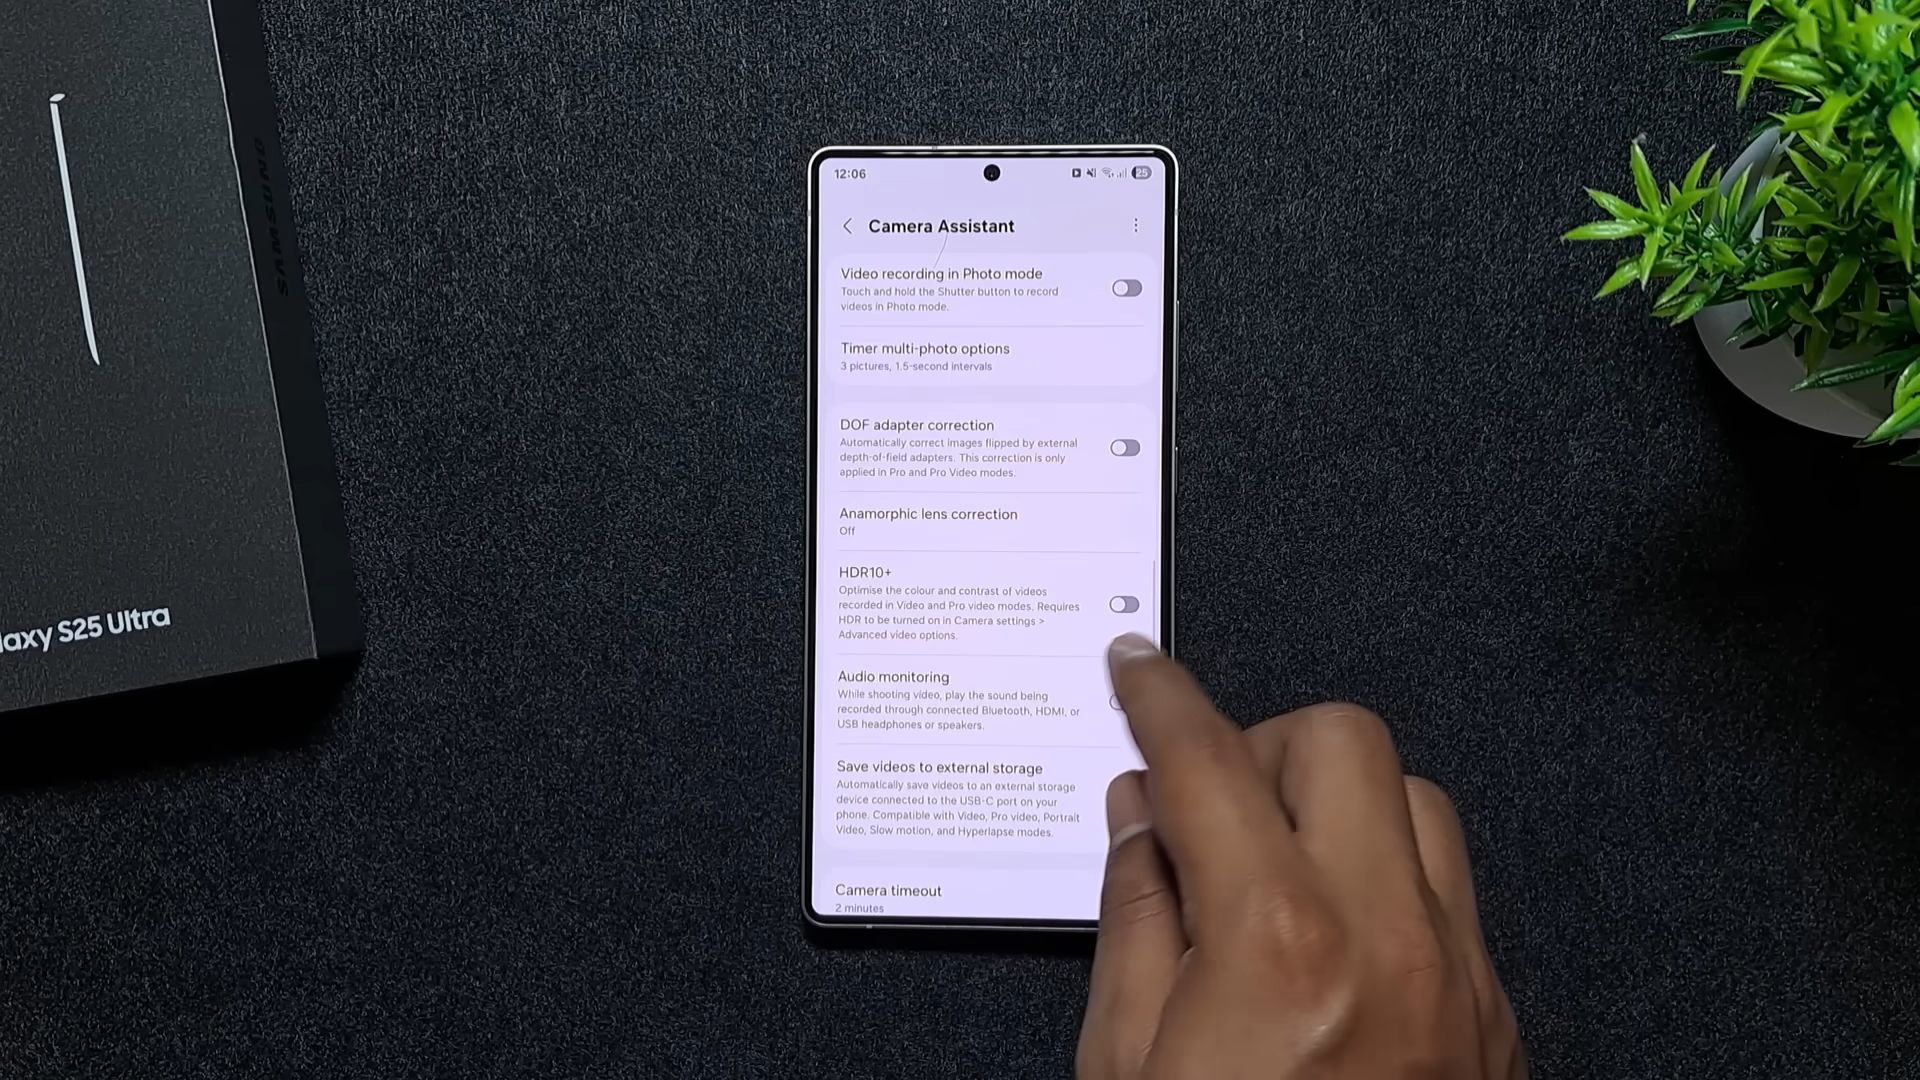 SAMSUNG
laxy S25 Ultra
12:06
25
Camera Assistant
Video recording in Photo mode
Touch and hold the Shutter button to record
videos in Photo mode.
Timer multi-photo options
3 pictures, 1.5-second intervals
DOF adapter correction
Automatically correct images flipped by external
depth-of-field adapters. This correction is only
applied in Pro and Pro Video modes.
Anamorphic lens correction
Off
HDR10+
Optimise the colour and contrast of videos
recorded in Video and Pro video modes. Requires
HDR to be turned on in Camera settings >
Advanced video options.
Audio monitoring
While shooting video, play the sound being
recorded through connected Bluetooth, HDMI, or
USB headphones or speakers.
Save videos to external storage
Automatically save videos to an external storage
device connected to the USB-C port on your
phone. Compatible with Video, Pro video, Portrait
Video, Slow motion, and Hyperlapse modes.
Camera timeout
2 minutes